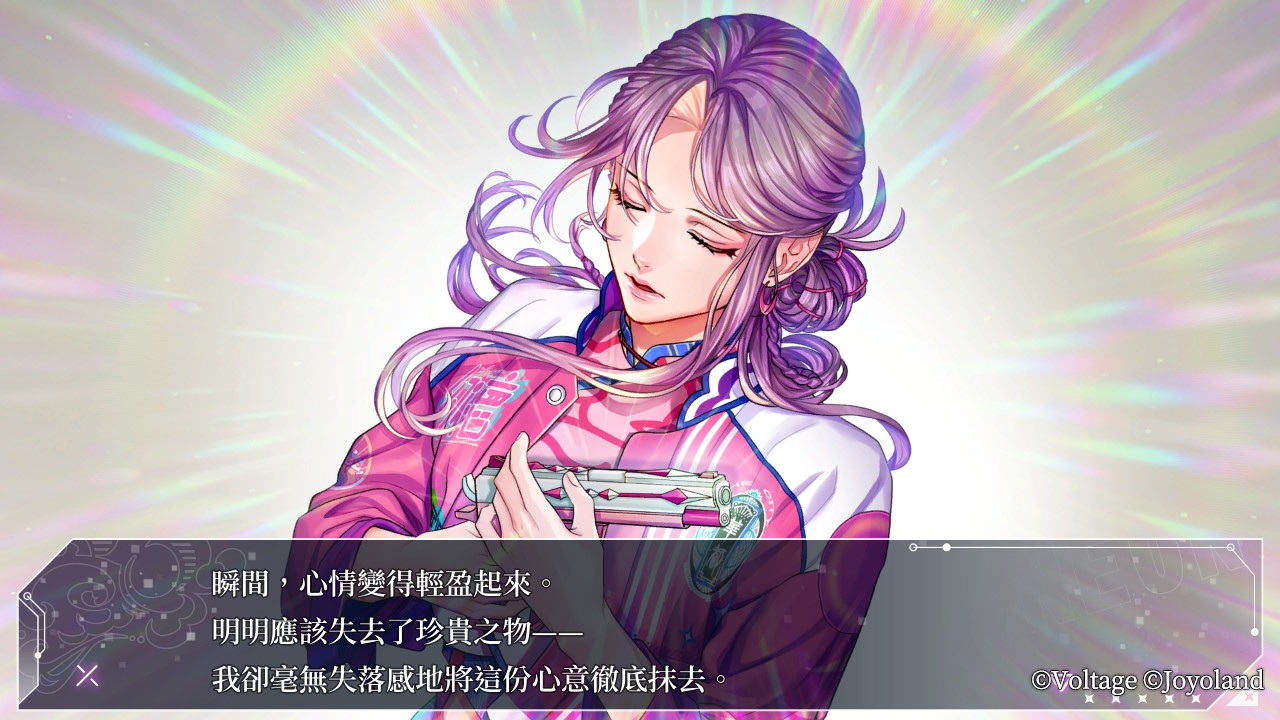 瞬間，心情變得輕盈起來。
明明應該失去了珍貴之物——
我卻毫無失落感地將這份心意徹底抹去。
©Voltage ©Joyoland